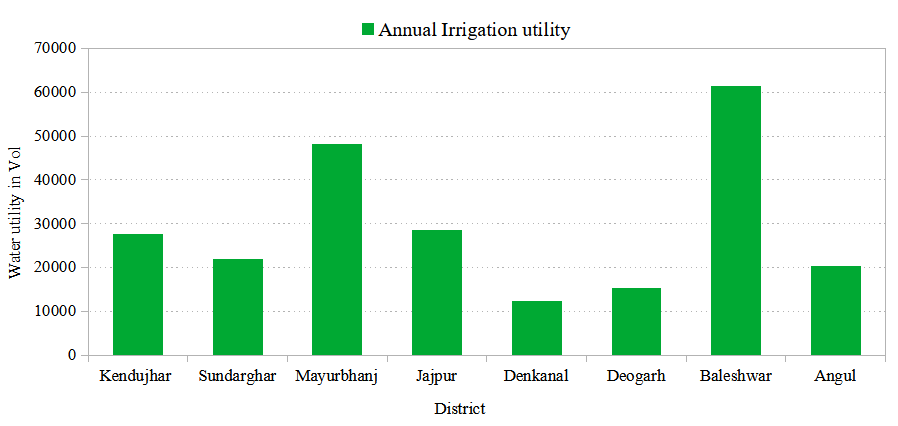 Annual Irrigation utility
70000
60000
50000
40000
30000
20000
10000
0
Water utility in Vol
Kendujhar Sundarghar Mayurbhanj Jajpur Denkanal Deogarh Baleshwar Angul
District